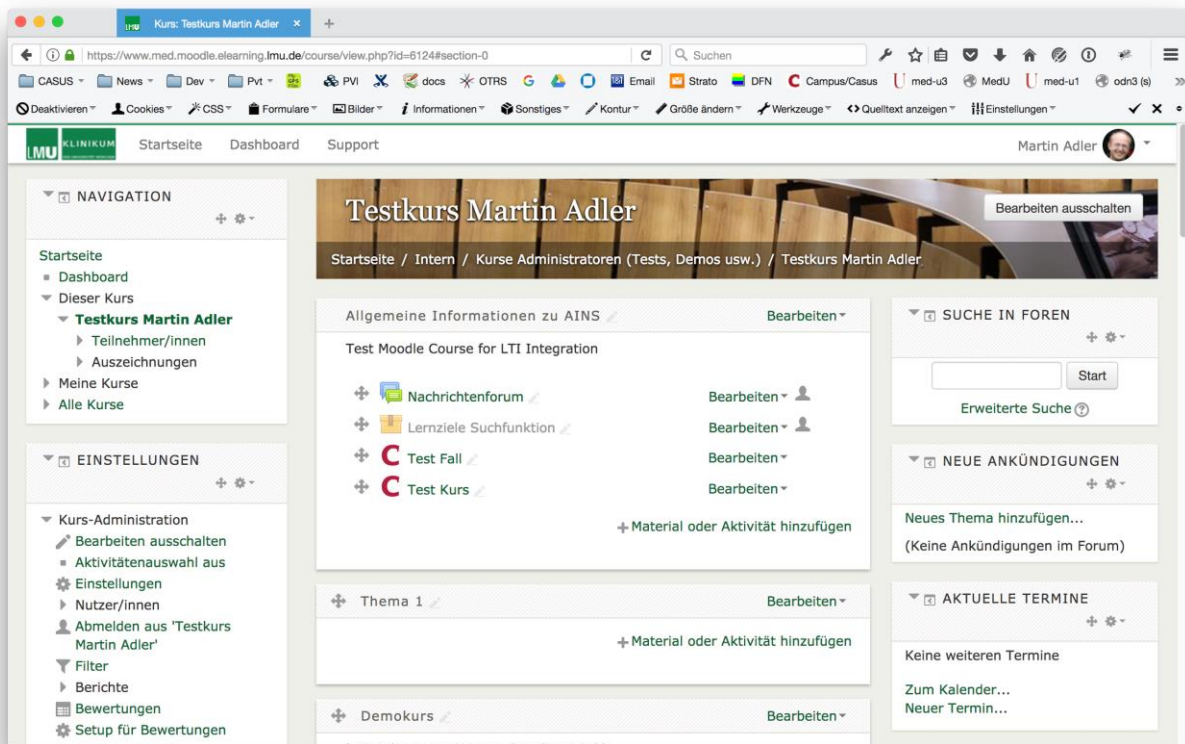 Kurs: Testkurs Martin Adler
https://www.med.moodle.elearning.lmu.de/course/view.php?id=6124#section-0
Suchen
CASUS News Dev Pvt PVI docs OTRS Email Strato DFN Campus/Casus med-u3 MedU med-u1 odn3 (s)
Deaktivieren Cookies CSS Formulare Bilder Informationen Sonstiges Kontur Größe ändern Werkzeuge Quelltext anzeigen Einstellungen
LMU KLINIKUM Startseite Dashboard Support Martin Adler
NAVIGATION
Startseite
Dashboard
Dieser Kurs
Testkurs Martin Adler
Teilnehmer/innen
Auszeichnungen
Meine Kurse
Alle Kurse
EINSTELLUNGEN
Kurs-Administration
Bearbeiten ausschalten
Aktivitätenauswahl aus
Einstellungen
Nutzer/innen
Abmelden aus 'Testkurs
Martin Adler'
Filter
Berichte
Bewertungen
Setup für Bewertungen
Testkurs Martin Adler
Bearbeiten ausschalten
Startseite / Intern / Kurse Administratoren (Tests, Demos usw.) / Testkurs Martin Adler
Allgemeine Informationen zu AINS Bearbeiten
Test Moodle Course for LTI Integration
Nachrichtenforum Bearbeiten
Lernziele Suchfunktion Bearbeiten
C Test Fall Bearbeiten
C Test Kurs Bearbeiten
Material oder Aktivität hinzufügen
Thema 1 Bearbeiten
Material oder Aktivität hinzufügen
Demokurs Bearbeiten
SUCHE IN FOREN
Start
Erweiterte Suche
NEUE ANKÜNDIGUNGEN
Neues Thema hinzufügen...
(Keine Ankündigungen im Forum)
AKTUELLE TERMINE
Keine weiteren Termine
Zum Kalender...
Neuer Termin...